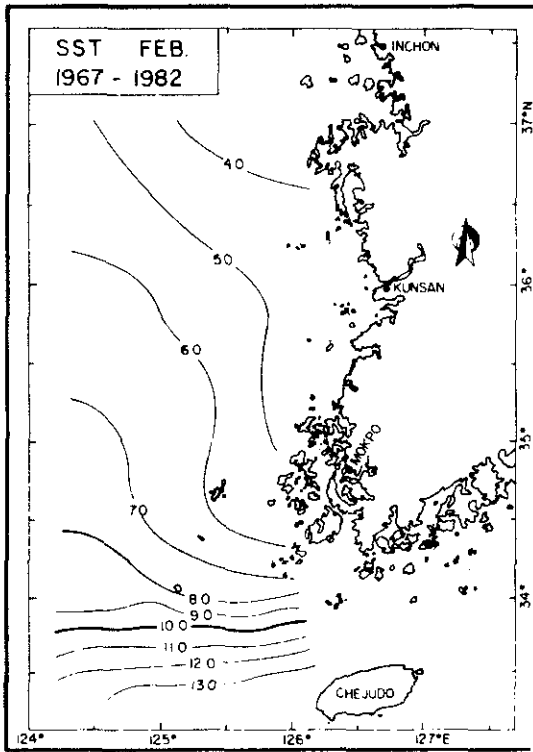 SST FEB.
1967 - 1982
INCHON
37°N
4.0
5.0
36°
KUNSAN
6.0
35°
MOKPO
7.0
34°
8.0
9.0
10.0
11.0
12.0
13.0
CHEJUDO
124°
125°
126°
127°E